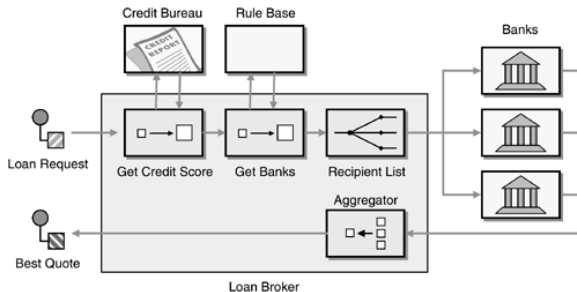 Credit Bureau
Rule Base
Banks
CREDIT
REPORT
Loan Request
Get Credit Score
Get Banks
Recipient List
Aggregator
Best Quote
Loan Broker